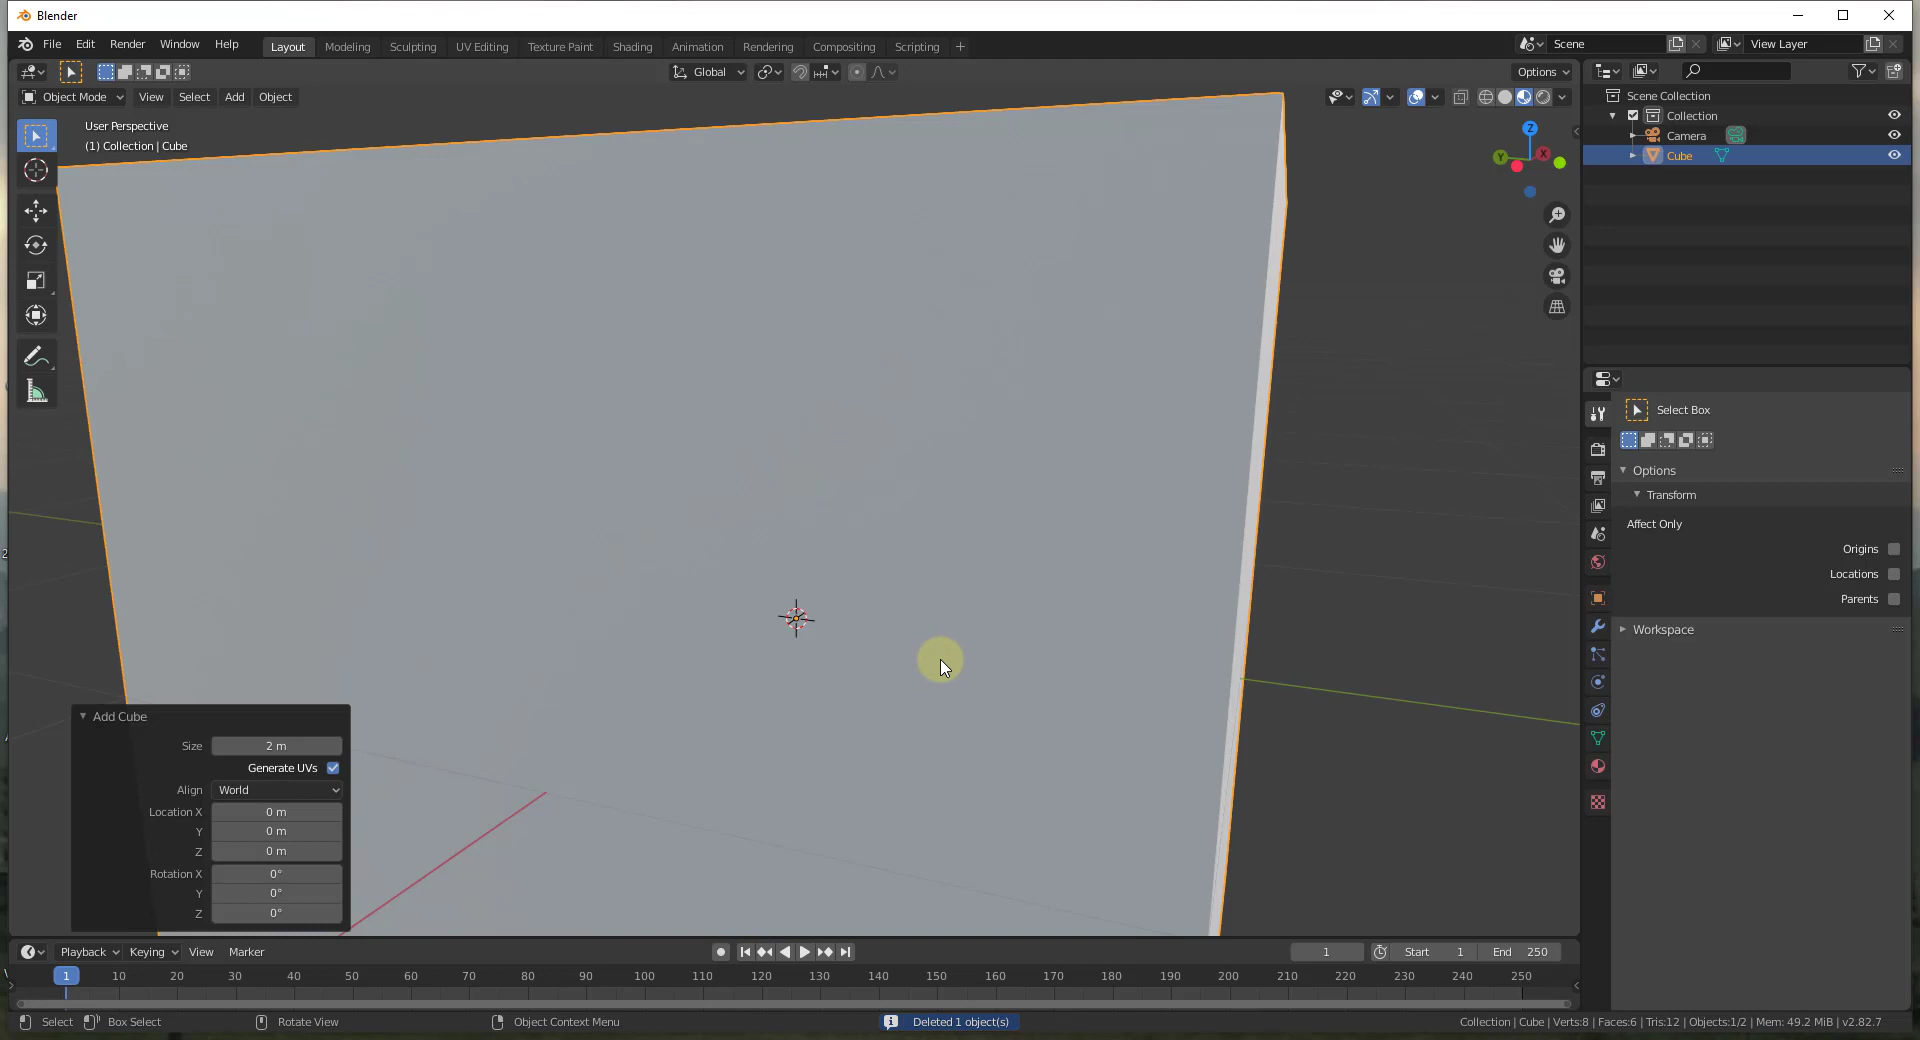 Blender
File Edit Render Window Help Layout Modeling Sculpting UV Editing Texture Paint Shading Animation Rendering Compositing Scripting + Scene View Layer
Global Options
Object Mode View Select Add Object
Scene Collection
Collection
Camera
Cube
User Perspective
(1) Collection | Cube
Z
Y
X
Select Box
Options
Transform
Affect Only
Origins
Locations
Parents
Workspace
Add Cube
Size 2 m
Generate UVs
Align World
Location X 0 m
Y 0 m
Z 0 m
Rotation X 0°
Y 0°
Z 0°
Playback Keying View Marker 1 Start 1 End 250
1 10 20 30 40 50 60 70 80 90 100 110 120 130 140 150 160 170 180 190 200 210 220 230 240 250
Select Box Select Rotate View Object Context Menu Deleted 1 object(s) Collection | Cube | Verts:8 | Faces:6 | Tris:12 | Objects:1/2 | Mem: 49.2 MiB | v2.82.7